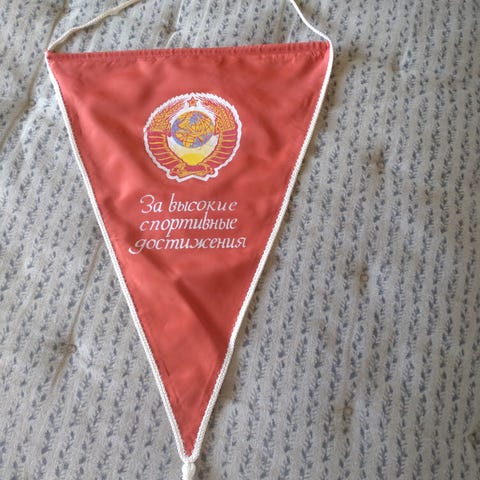 За высокие
спортивные
достижения